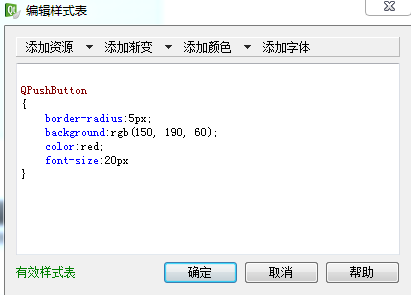 编辑样式表
添加资源 添加渐变 添加颜色 添加字体
QPushButton
{
border-radius:5px;
background:rgb(150, 190, 60);
color:red;
font-size:20px
}
有效样式表 确定 取消 帮助